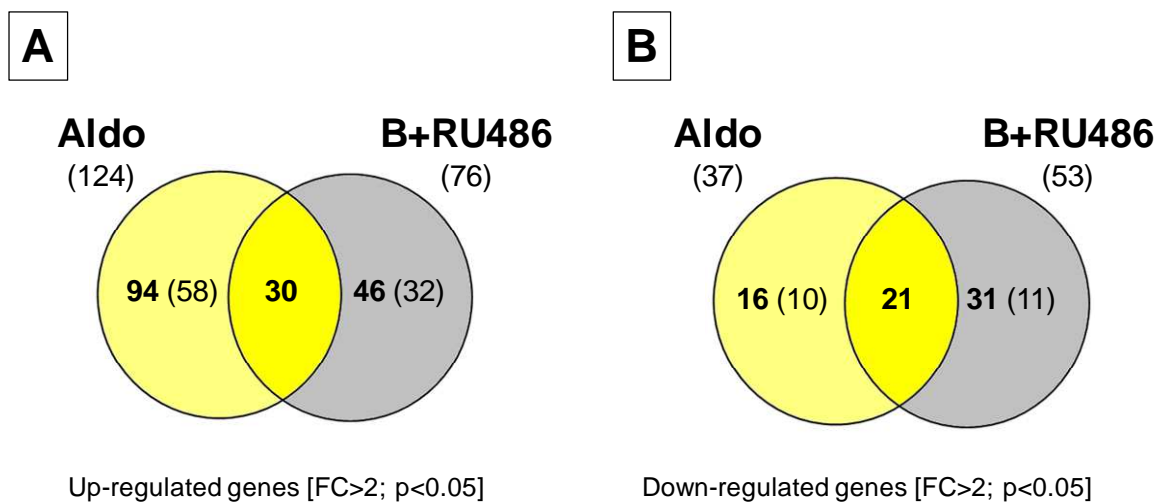 A
Aldo
(124)
B+RU486
(76)
94 (58)
30
46 (32)
Up-regulated genes [FC>2; p<0.05]
B
Aldo
(37)
B+RU486
(53)
16 (10)
21
31 (11)
Down-regulated genes [FC>2; p<0.05]